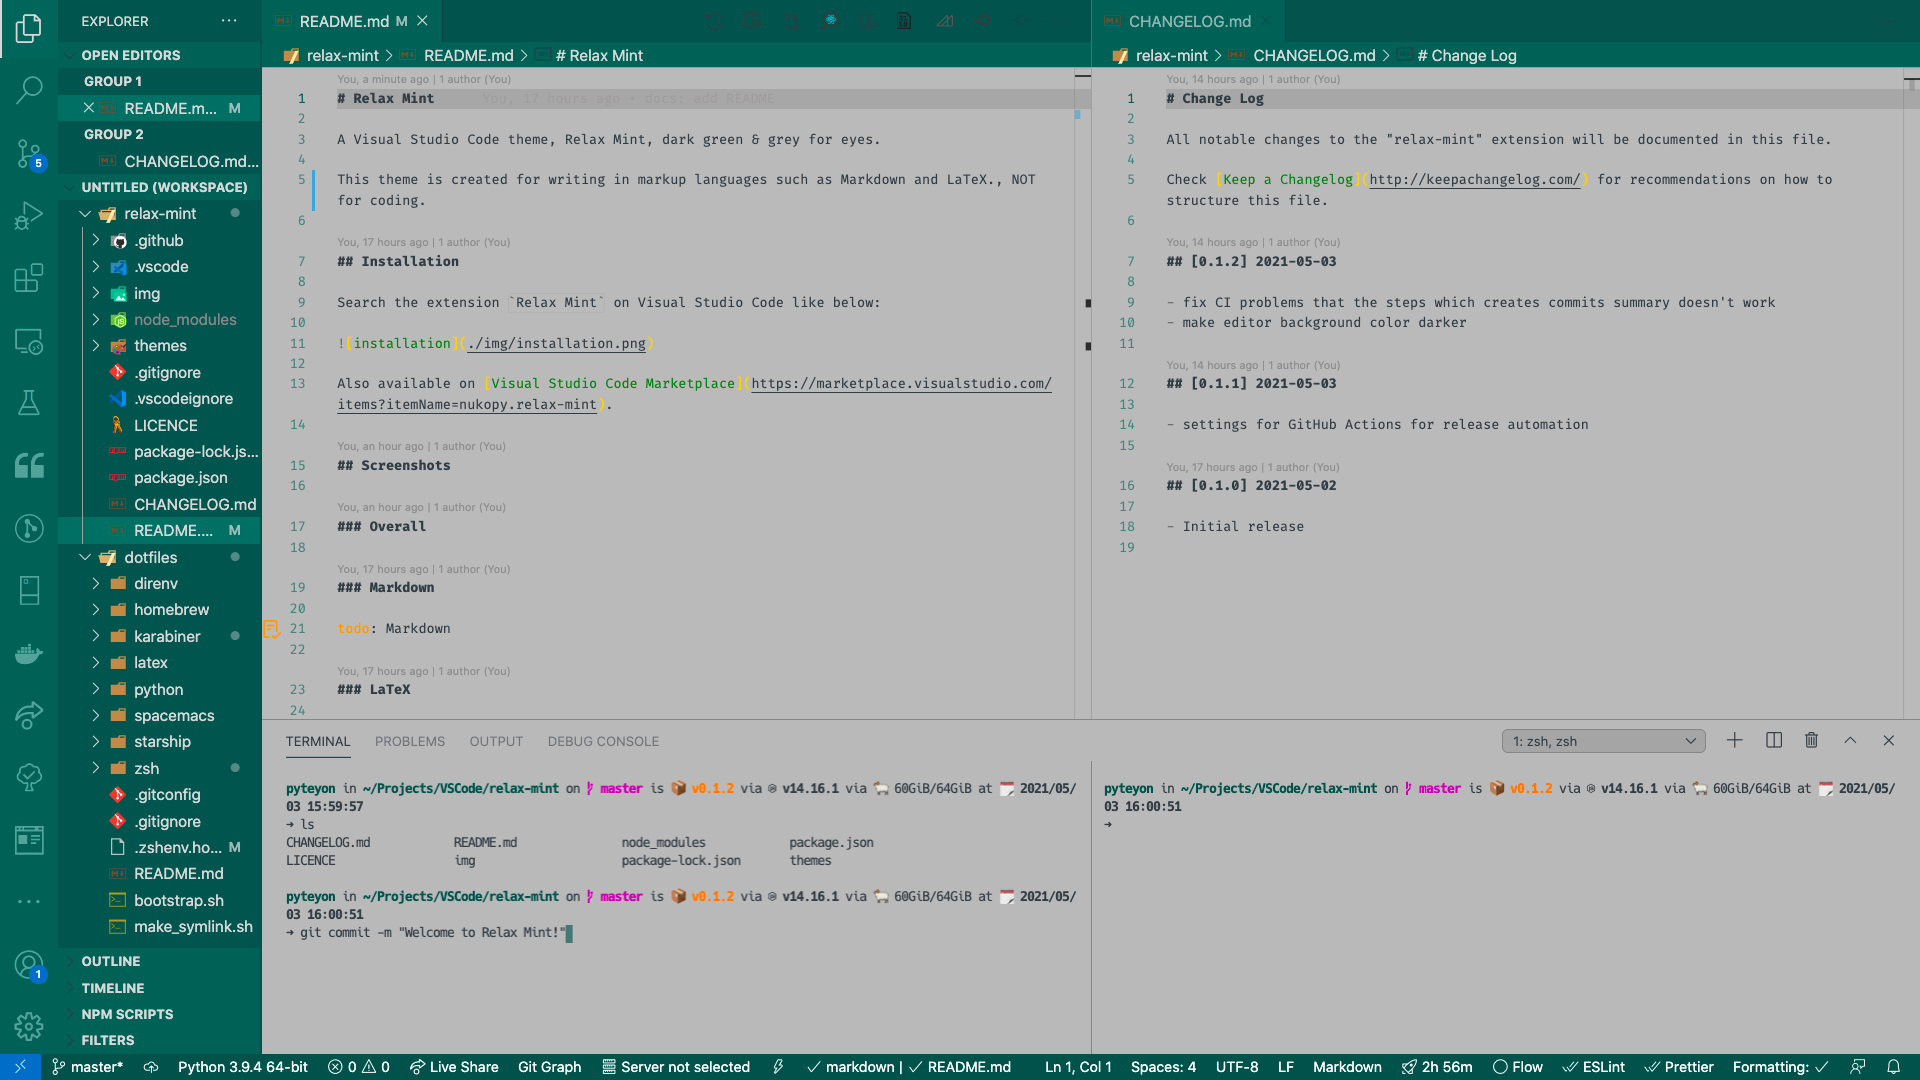 EXPLORER
OPEN EDITORS
GROUP 1
README.m... M
GROUP 2
CHANGELOG.md...
UNTITLED (WORKSPACE)
relax-mint
.github
.vscode
img
node_modules
themes
.gitignore
.vscodeignore
LICENCE
package-lock.js...
package.json
CHANGELOG.md
README.... M
dotfiles
direnv
homebrew
karabiner
latex
python
spacemacs
starship
zsh
.gitconfig
.gitignore
.zshenv.ho... M
README.md
bootstrap.sh
make_symlink.sh
OUTLINE
TIMELINE
NPM SCRIPTS
FILTERS
5
1
README.md M
relax-mint > README.md > # Relax Mint
You, a minute ago | 1 author (You)
1 # Relax Mint You, 17 hours ago • docs: add README
2
3 A Visual Studio Code theme, Relax Mint, dark green & grey for eyes.
4
5 This theme is created for writing in markup languages such as Markdown and LaTeX., NOT
for coding.
6
You, 17 hours ago | 1 author (You)
7 ## Installation
8
9 Search the extension `Relax Mint` on Visual Studio Code like below:
10
11 ![installation](./img/installation.png)
12
13 Also available on [Visual Studio Code Marketplace](https://marketplace.visualstudio.com/
items?itemName=nukopy.relax-mint).
14
You, an hour ago | 1 author (You)
15 ## Screenshots
16
You, an hour ago | 1 author (You)
17 ### Overall
18
You, 17 hours ago | 1 author (You)
19 ### Markdown
20
21 todo: Markdown
22
You, 17 hours ago | 1 author (You)
23 ### LaTeX
24
CHANGELOG.md
relax-mint > CHANGELOG.md > # Change Log
You, 14 hours ago | 1 author (You)
1 # Change Log
2
3 All notable changes to the "relax-mint" extension will be documented in this file.
4
5 Check [Keep a Changelog](http://keepachangelog.com/) for recommendations on how to
structure this file.
6
You, 14 hours ago | 1 author (You)
7 ## [0.1.2] 2021-05-03
8
9 - fix CI problems that the steps which creates commits summary doesn't work
10 - make editor background color darker
11
You, 14 hours ago | 1 author (You)
12 ## [0.1.1] 2021-05-03
13
14 - settings for GitHub Actions for release automation
15
You, 17 hours ago | 1 author (You)
16 ## [0.1.0] 2021-05-02
17
18 - Initial release
19
TERMINAL PROBLEMS OUTPUT DEBUG CONSOLE 1: zsh, zsh
pyteyon in ~/Projects/VSCode/relax-mint on master is 📦 v0.1.2 via v14.16.1 via 🐏 60GiB/64GiB at 2021/05/
03 15:59:57
➜ ls
CHANGELOG.md README.md node_modules package.json
LICENCE img package-lock.json themes
pyteyon in ~/Projects/VSCode/relax-mint on master is 📦 v0.1.2 via v14.16.1 via 🐏 60GiB/64GiB at 2021/05/
03 16:00:51
➜ git commit -m "Welcome to Relax Mint!"
pyteyon in ~/Projects/VSCode/relax-mint on master is 📦 v0.1.2 via v14.16.1 via 🐏 60GiB/64GiB at 2021/05/
03 16:00:51
➜
master* Python 3.9.4 64-bit 0 0 Live Share Git Graph Server not selected markdown | README.md Ln 1, Col 1 Spaces: 4 UTF-8 LF Markdown 2h 56m Flow ESLint Prettier Formatting: